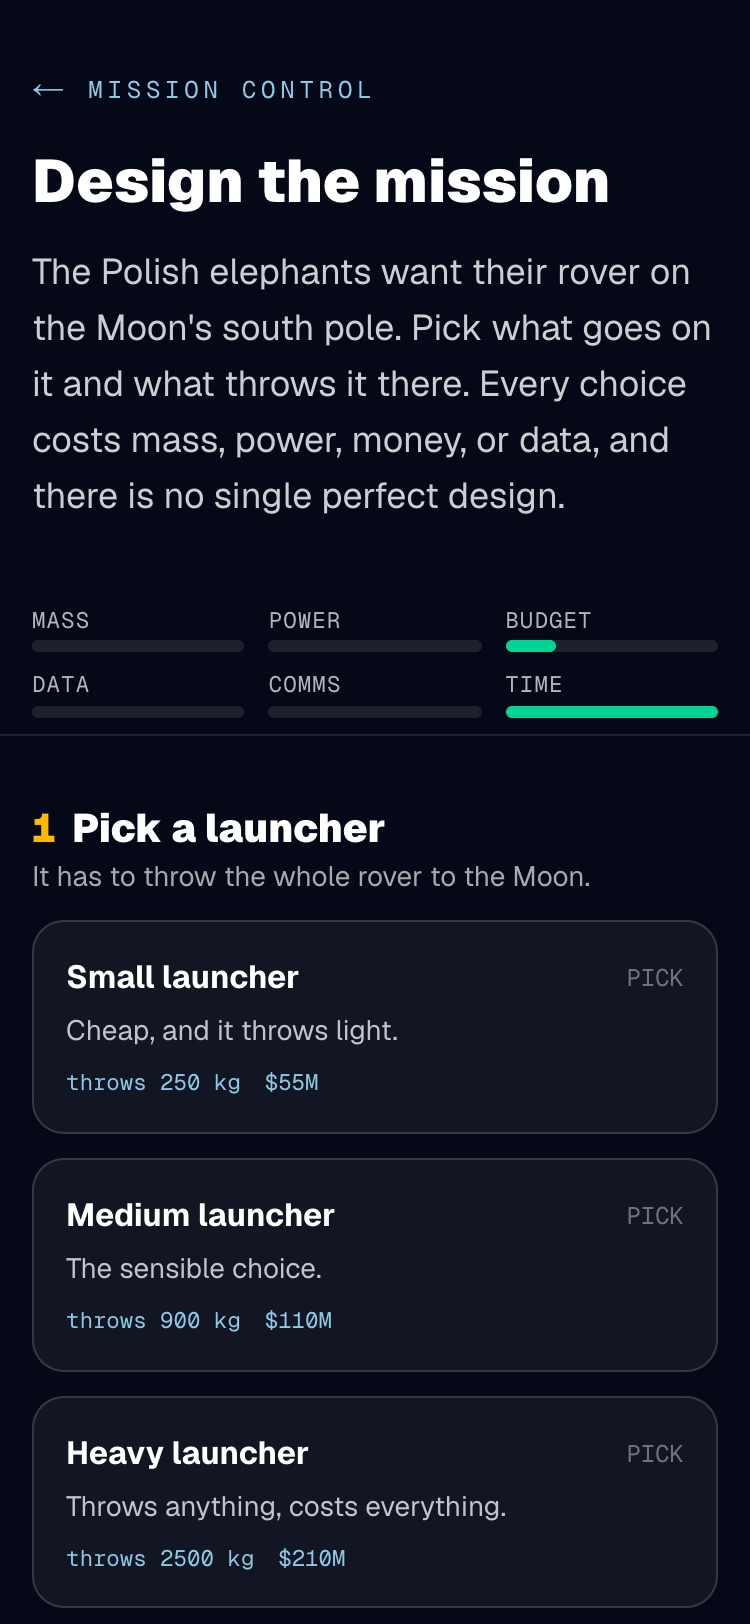 ← MISSION CONTROL
Design the mission
The Polish elephants want their rover on
the Moon's south pole. Pick what goes on
it and what throws it there. Every choice
costs mass, power, money, or data, and
there is no single perfect design.
MASS POWER BUDGET
DATA COMMS TIME
1 Pick a launcher
It has to throw the whole rover to the Moon.
Small launcher PICK
Cheap, and it throws light.
throws 250 kg $55M
Medium launcher PICK
The sensible choice.
throws 900 kg $110M
Heavy launcher PICK
Throws anything, costs everything.
throws 2500 kg $210M